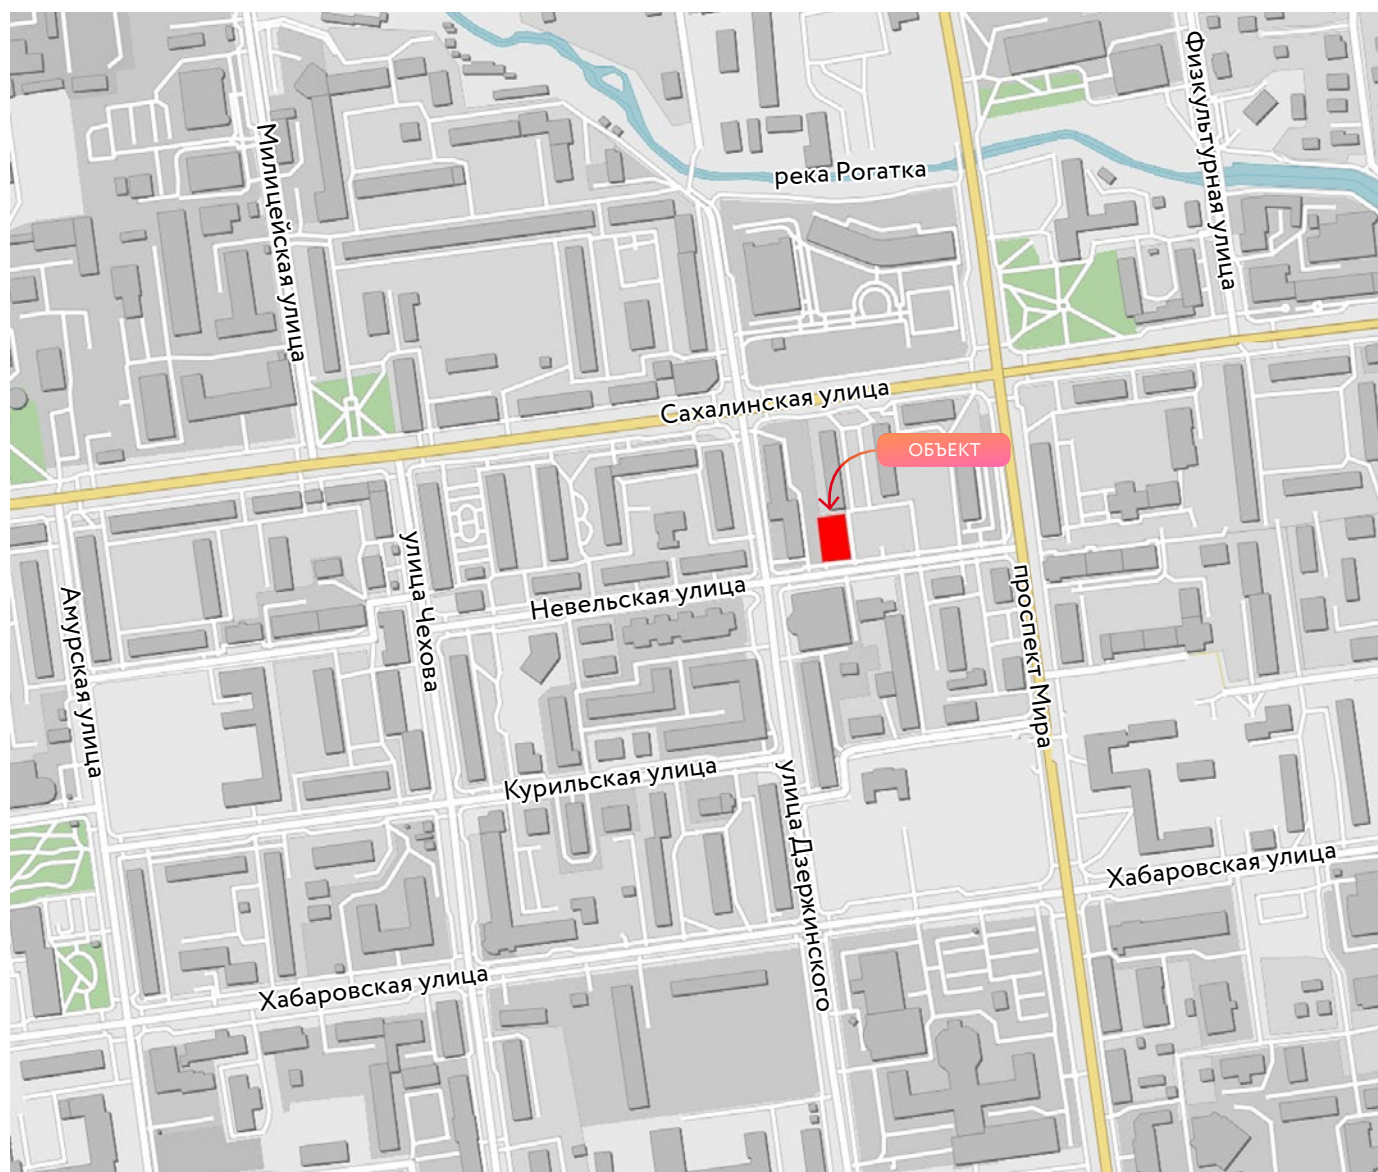 Физкультурная улица
Милицейская улица
река Рогатка
Сахалинская улица
ОБЪЕКТ
улица Чехова
Невельская улица
проспект Мира
Амурская улица
Курильская улица
улица Дзержинского
Хабаровская улица
Хабаровская улица